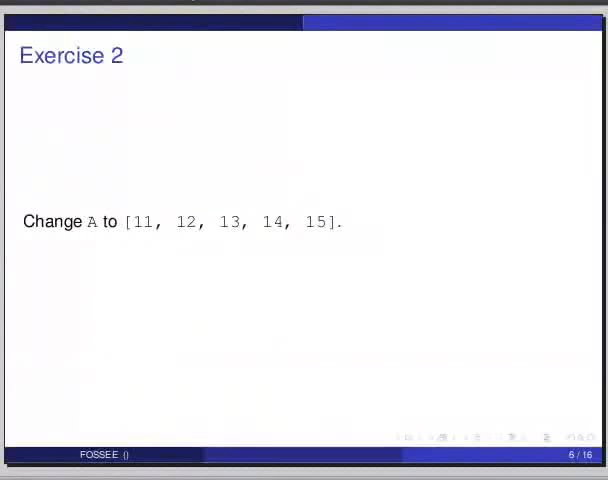 Exercise 2
Change A to [11, 12, 13, 14, 15].
FOSSEE ()
6 / 16